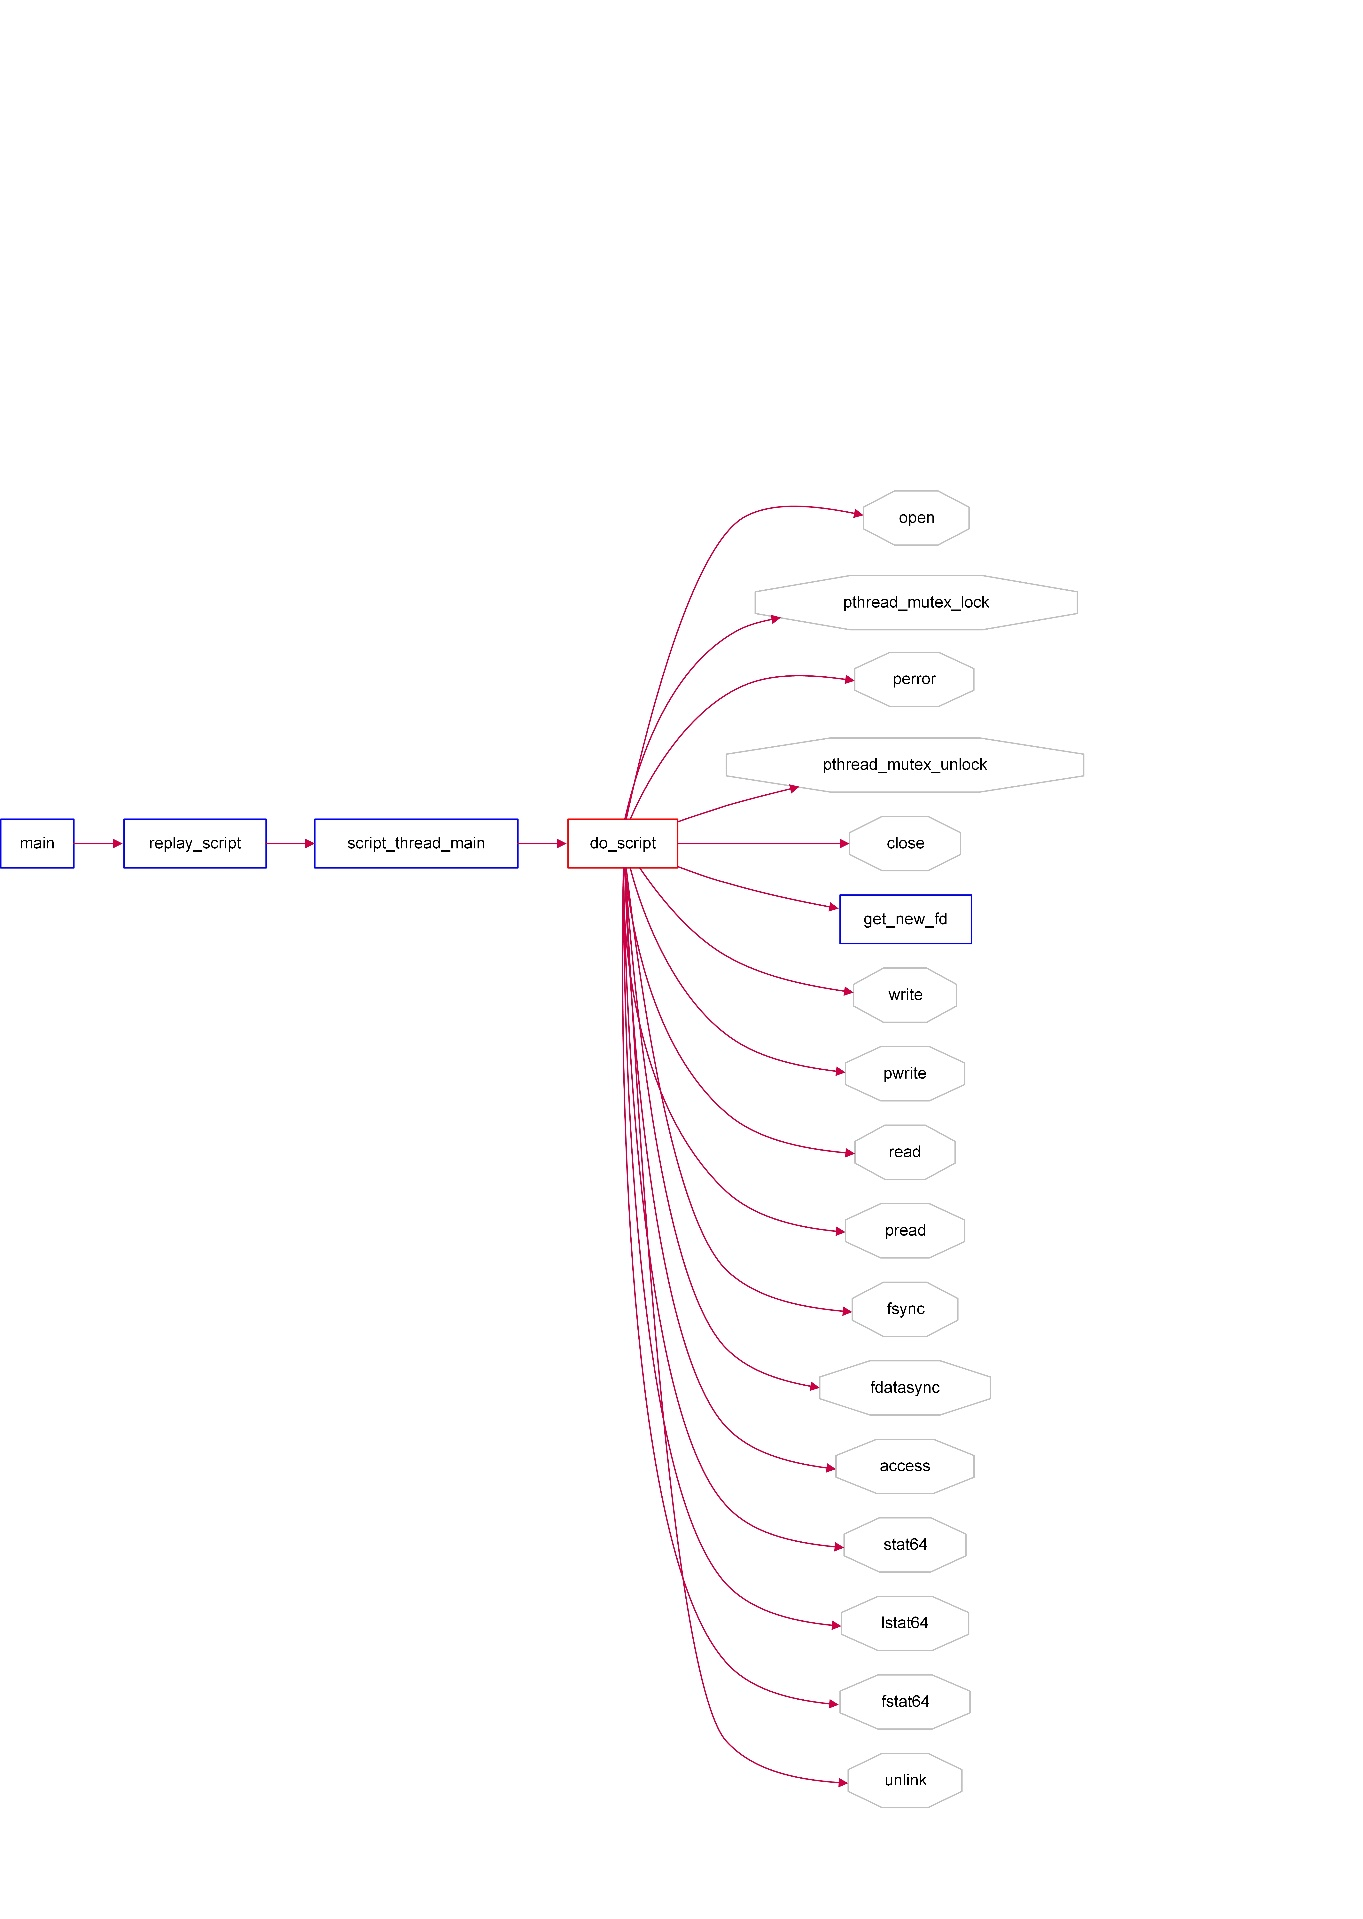 main
replay_script
script_thread_main
do_script
open
pthread_mutex_lock
perror
pthread_mutex_unlock
close
get_new_fd
write
pwrite
read
pread
fsync
fdatasync
access
stat64
lstat64
fstat64
unlink